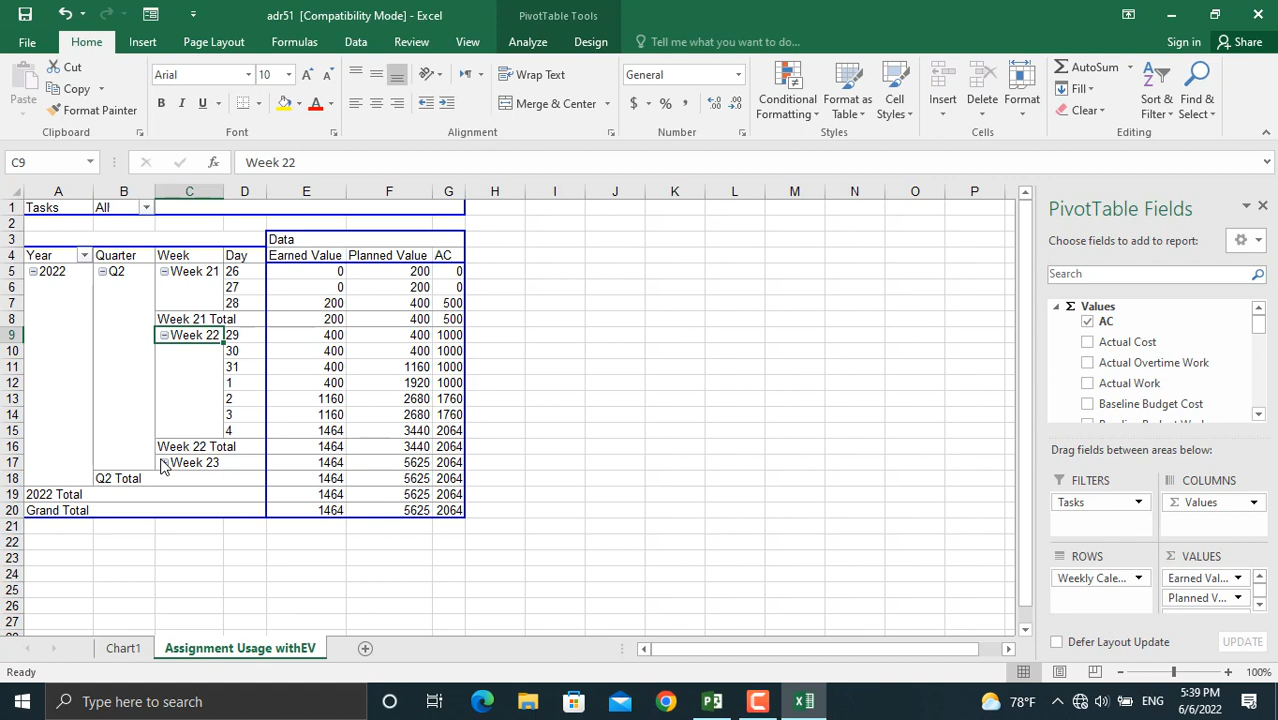 adr51 [Compatibility Mode] - Excel
PivotTable Tools
File Home Insert Page Layout Formulas Data Review View Analyze Design Tell me what you want to do... Sign in Share
Paste
Cut
Copy
Format Painter
Arial 10
B I U A A
Wrap Text
Merge & Center
General
$ % ,
Conditional Formatting
Format as Table
Cell Styles
Insert
Delete
Format
AutoSum
Fill
Clear
Sort & Filter
Find & Select
Clipboard Font Alignment Number Styles Cells Editing
C9 fx Week 22
A B C D E F G H I J K L M N O P
1 Tasks All
2
3 Data
4 Year Quarter Week Day Earned Value Planned Value AC
5 2022 Q2 Week 21 26 0 200 0
6 27 0 200 0
7 28 200 400 500
8 Week 21 Total 200 400 500
9 Week 22 29 400 400 1000
10 30 400 400 1000
11 31 400 1160 1000
12 1 400 1920 1000
13 2 1160 2680 1760
14 3 1160 2680 1760
15 4 1464 3440 2064
16 Week 22 Total 1464 3440 2064
17 Week 23 1464 5625 2064
18 Q2 Total 1464 5625 2064
19 2022 Total 1464 5625 2064
20 Grand Total 1464 5625 2064
21
22
23
24
25
26
27
PivotTable Fields
Choose fields to add to report:
Search
Σ Values
AC
Actual Cost
Actual Overtime Work
Actual Work
Baseline Budget Cost
Drag fields between areas below:
FILTERS
Tasks
COLUMNS
Σ Values
ROWS
Weekly Cale...
Σ VALUES
Earned Val...
Planned V...
Defer Layout Update UPDATE
Chart1 Assignment Usage withEV
Ready
100%
Type here to search
78°F
ENG
5:39 PM
6/6/2022